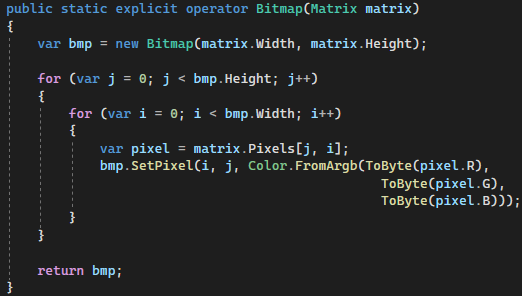 public static explicit operator Bitmap(Matrix matrix)
{
    var bmp = new Bitmap(matrix.Width, matrix.Height);

    for (var j = 0; j < bmp.Height; j++)
    {
        for (var i = 0; i < bmp.Width; i++)
        {
            var pixel = matrix.Pixels[j, i];
            bmp.SetPixel(i, j, Color.FromArgb(ToByte(pixel.R),
                                              ToByte(pixel.G),
                                              ToByte(pixel.B)));
        }
    }

    return bmp;
}